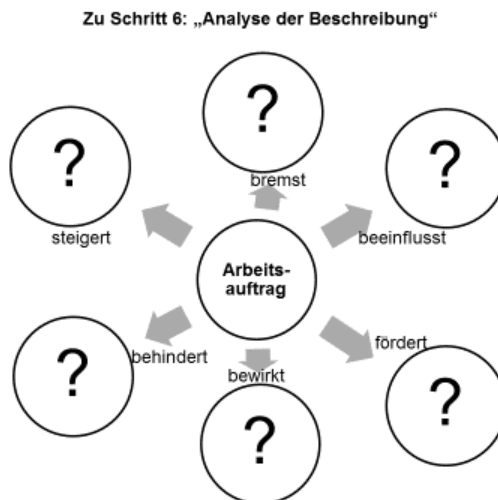 Zu Schritt 6: „Analyse der Beschreibung“
?
bremst
?
steigert
?
beeinflusst
Arbeits-
auftrag
?
behindert
bewirkt
?
fördert
?